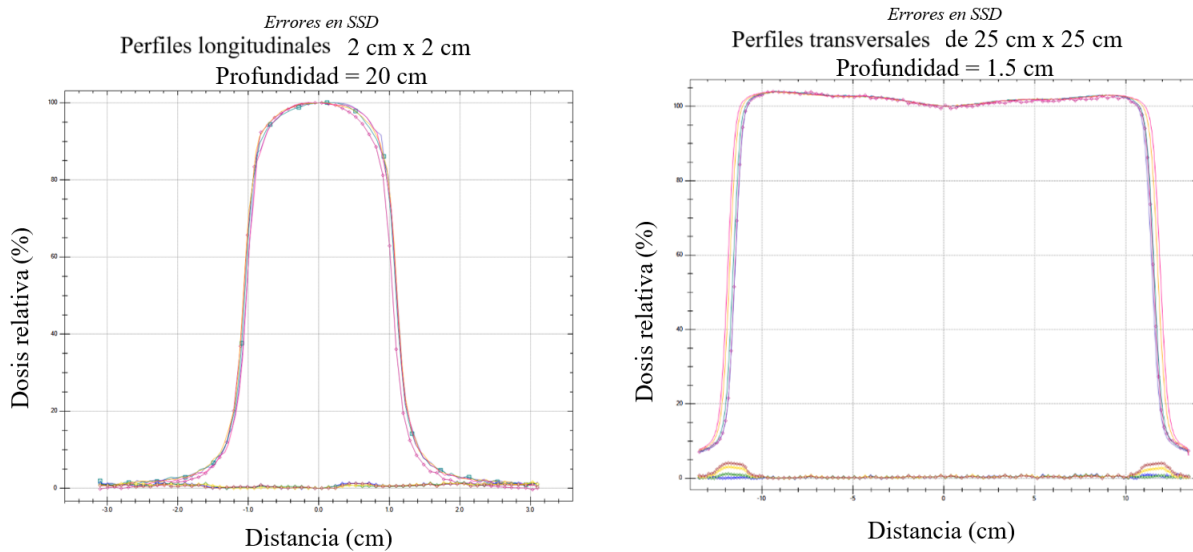 Errores en SSD
Perfiles longitudinales 2 cm x 2 cm
Profundidad = 20 cm
100
80
60
40
20
0
-3.0 -2.0 -1.0 0.0 1.0 2.0 3.0
Dosis relativa (%)
Distancia (cm)
Errores en SSD
Perfiles transversales de 25 cm x 25 cm
Profundidad = 1.5 cm
100
80
60
40
20
0
-10 -5 0 5 10
Dosis relativa (%)
Distancia (cm)